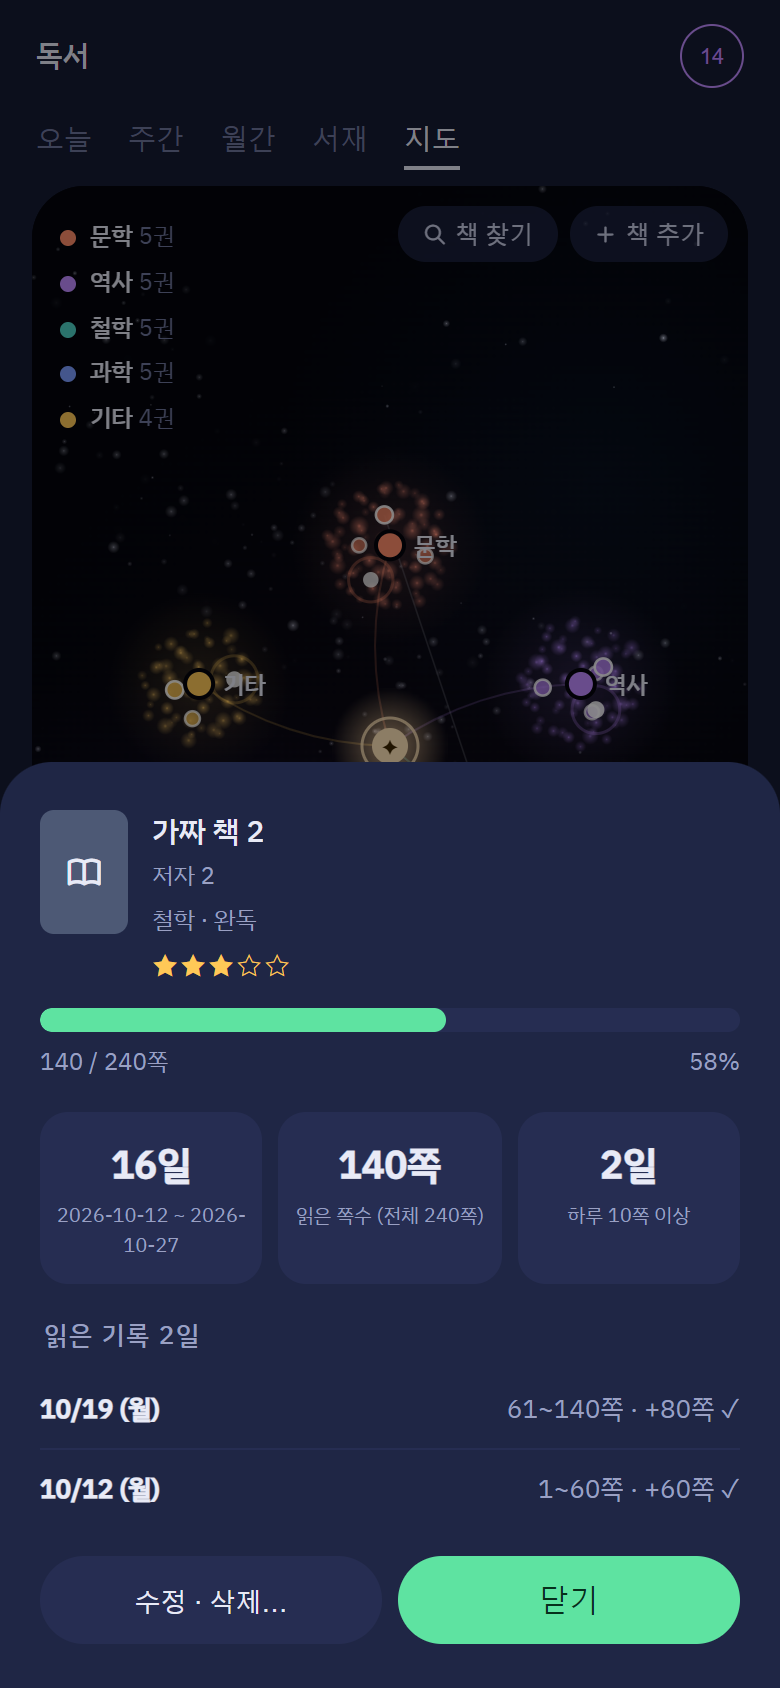 독서
14
오늘 주간 월간 서재 지도
문학 5권
책 찾기
책 추가
역사 5권
철학 5권
과학 5권
기타 4권
문학
기타
역사
가짜 책 2
저자 2
철학 · 완독
140 / 240쪽
58%
16일
2026-10-12 ~ 2026-
10-27
140쪽
읽은 쪽수 (전체 240쪽)
2일
하루 10쪽 이상
읽은 기록 2일
10/19 (월)
61~140쪽 · +80쪽 ✓
10/12 (월)
1~60쪽 · +60쪽 ✓
수정 · 삭제...
닫기